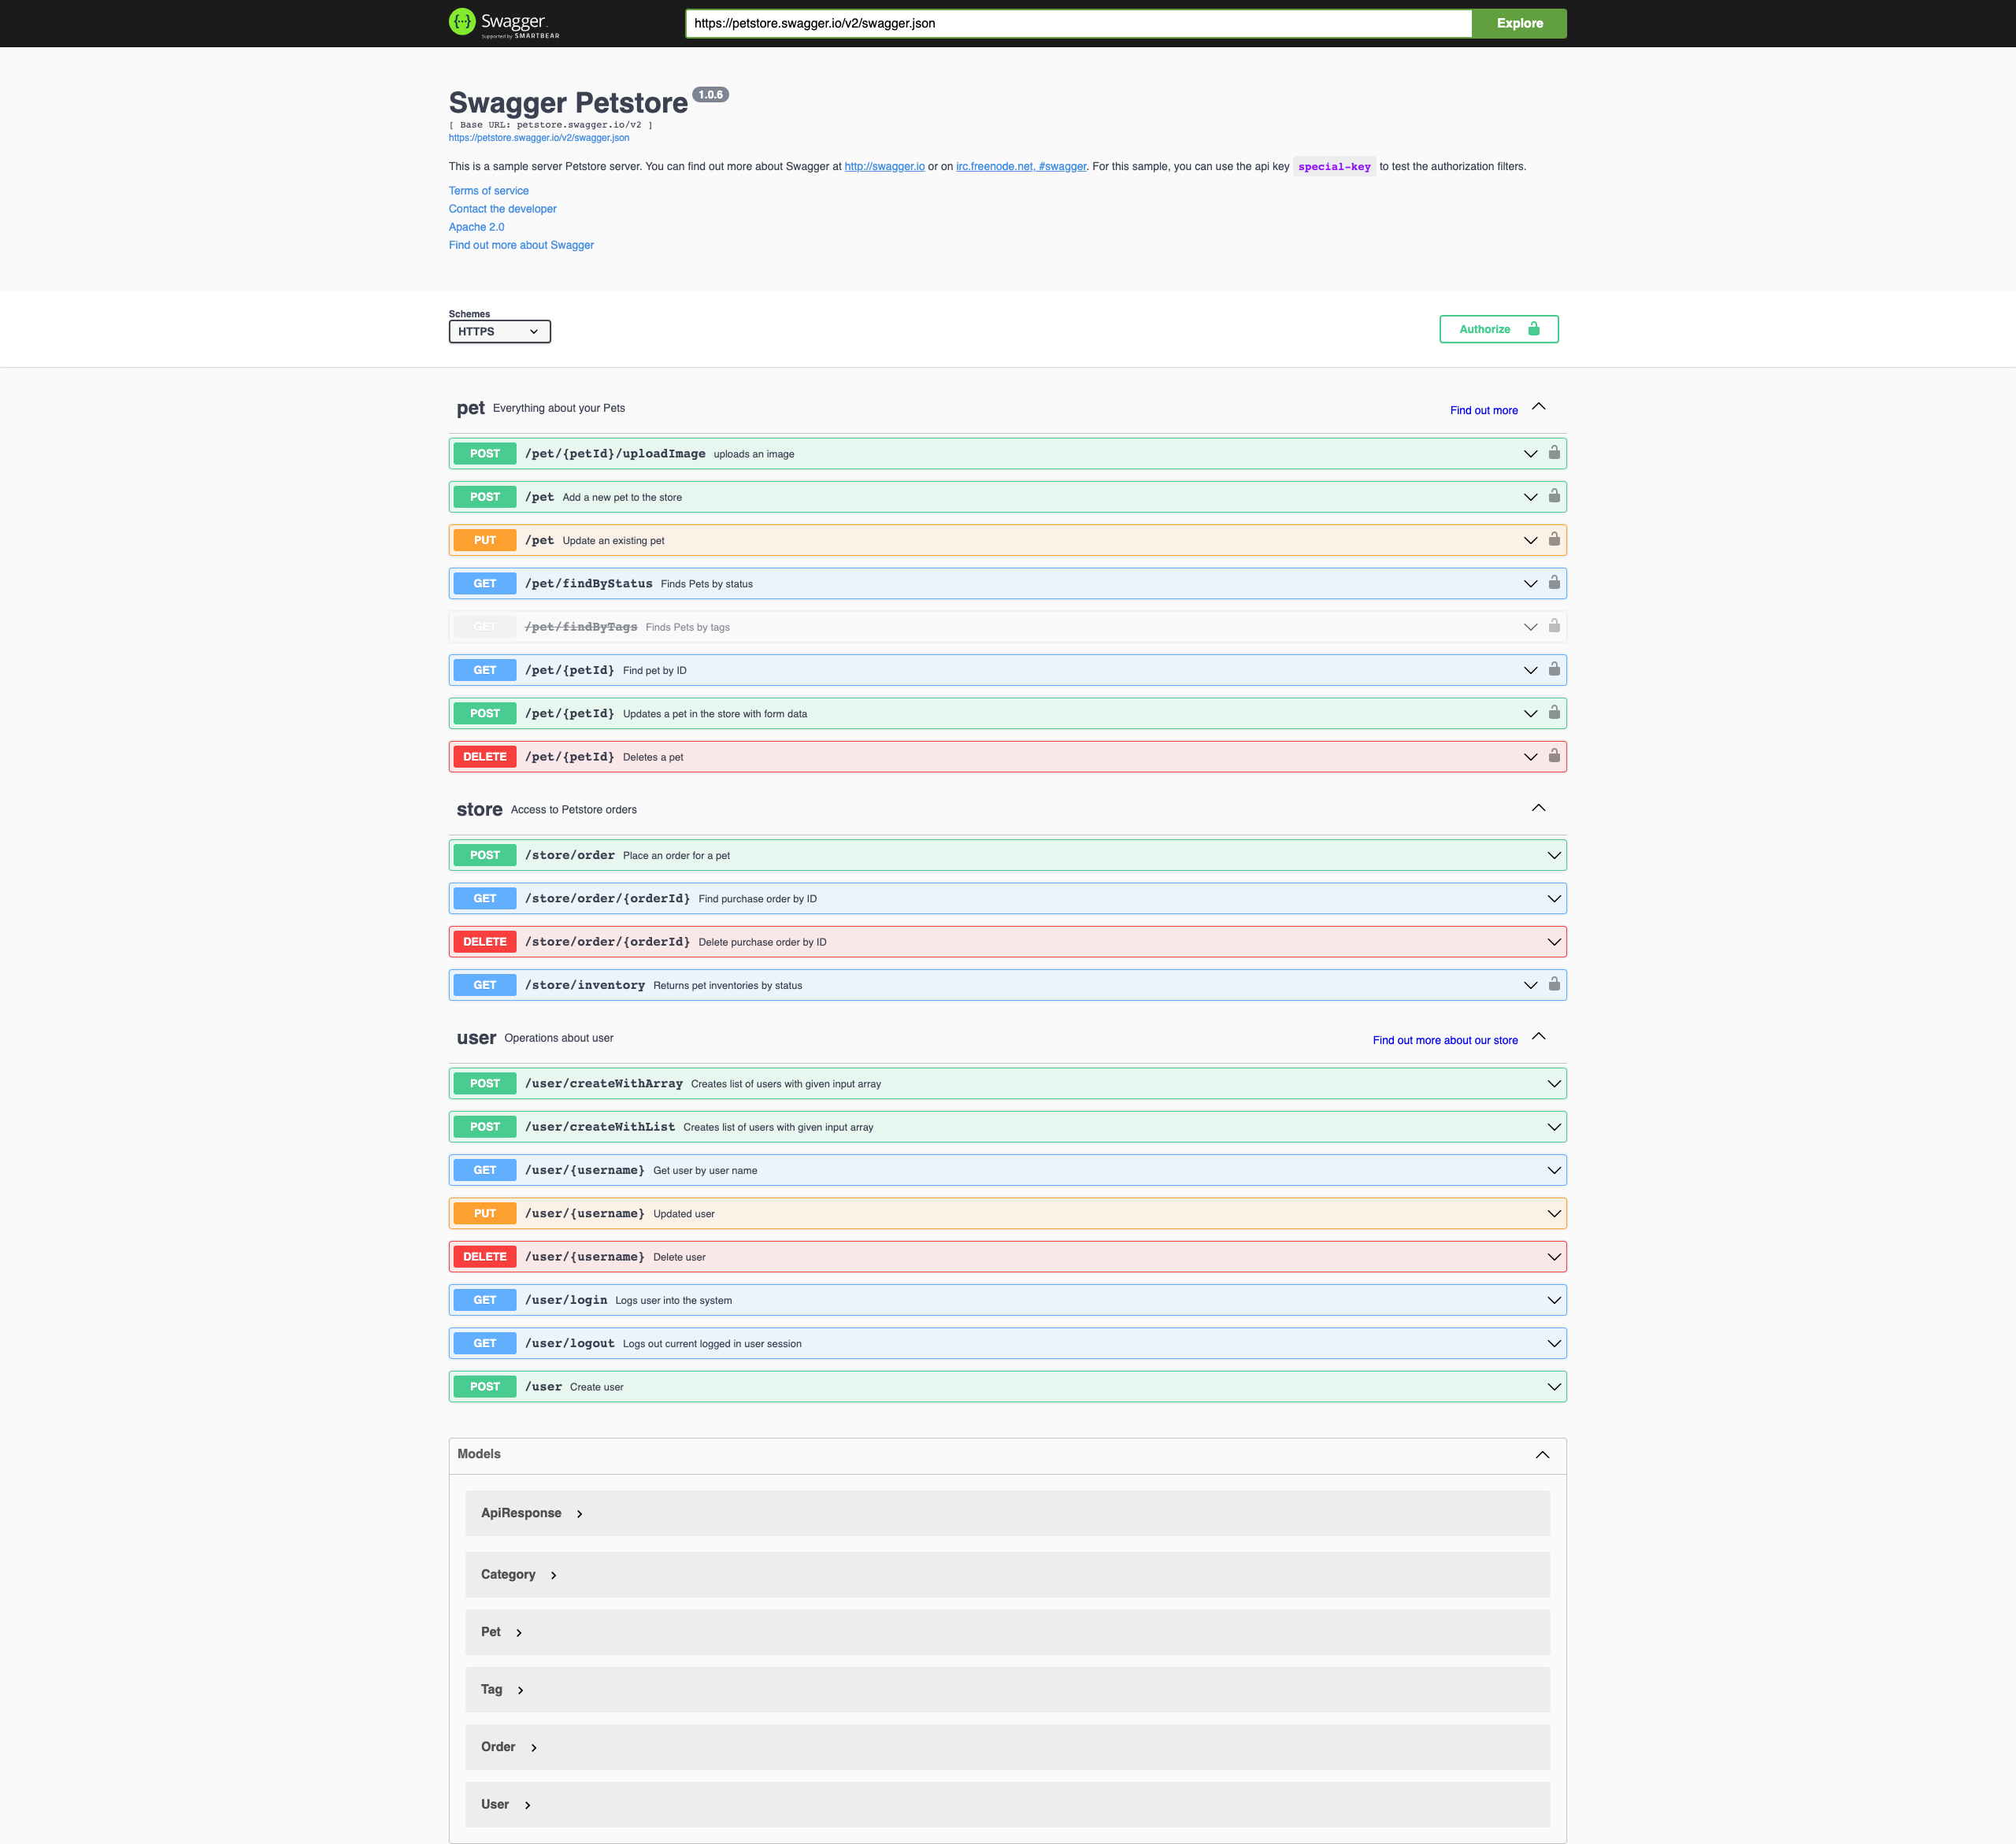 Swagger.
Supported by SMARTBEAR
https://petstore.swagger.io/v2/swagger.json
Explore
Swagger Petstore 1.0.6
[ Base URL: petstore.swagger.io/v2 ]
https://petstore.swagger.io/v2/swagger.json
This is a sample server Petstore server. You can find out more about Swagger at http://swagger.io or on irc.freenode.net, #swagger. For this sample, you can use the api key special-key to test the authorization filters.
Terms of service
Contact the developer
Apache 2.0
Find out more about Swagger
Schemes
HTTPS
Authorize
pet Everything about your Pets Find out more
POST /pet/{petId}/uploadImage uploads an image
POST /pet Add a new pet to the store
PUT /pet Update an existing pet
GET /pet/findByStatus Finds Pets by status
GET /pet/findByTags Finds Pets by tags
GET /pet/{petId} Find pet by ID
POST /pet/{petId} Updates a pet in the store with form data
DELETE /pet/{petId} Deletes a pet
store Access to Petstore orders
POST /store/order Place an order for a pet
GET /store/order/{orderId} Find purchase order by ID
DELETE /store/order/{orderId} Delete purchase order by ID
GET /store/inventory Returns pet inventories by status
user Operations about user Find out more about our store
POST /user/createWithArray Creates list of users with given input array
POST /user/createWithList Creates list of users with given input array
GET /user/{username} Get user by user name
PUT /user/{username} Updated user
DELETE /user/{username} Delete user
GET /user/login Logs user into the system
GET /user/logout Logs out current logged in user session
POST /user Create user
Models
ApiResponse
Category
Pet
Tag
Order
User